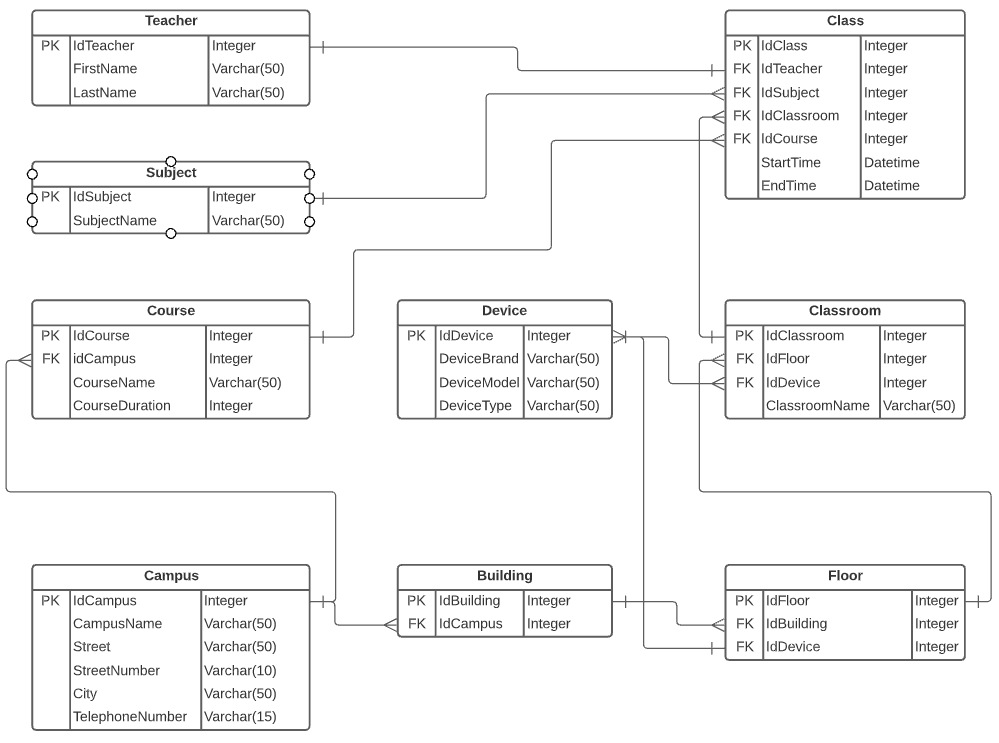 Teacher
PK IdTeacher Integer
FirstName Varchar(50)
LastName Varchar(50)
Class
PK IdClass Integer
FK IdTeacher Integer
FK IdSubject Integer
FK IdClassroom Integer
FK IdCourse Integer
StartTime Datetime
EndTime Datetime
Subject
PK IdSubject Integer
SubjectName Varchar(50)
Course
PK IdCourse Integer
FK idCampus Integer
CourseName Varchar(50)
CourseDuration Integer
Device
PK IdDevice Integer
DeviceBrand Varchar(50)
DeviceModel Varchar(50)
DeviceType Varchar(50)
Classroom
PK IdClassroom Integer
FK IdFloor Integer
FK IdDevice Integer
ClassroomName Varchar(50)
Campus
PK IdCampus Integer
CampusName Varchar(50)
Street Varchar(50)
StreetNumber Varchar(10)
City Varchar(50)
TelephoneNumber Varchar(15)
Building
PK IdBuilding Integer
FK IdCampus Integer
Floor
PK IdFloor Integer
FK IdBuilding Integer
FK IdDevice Integer